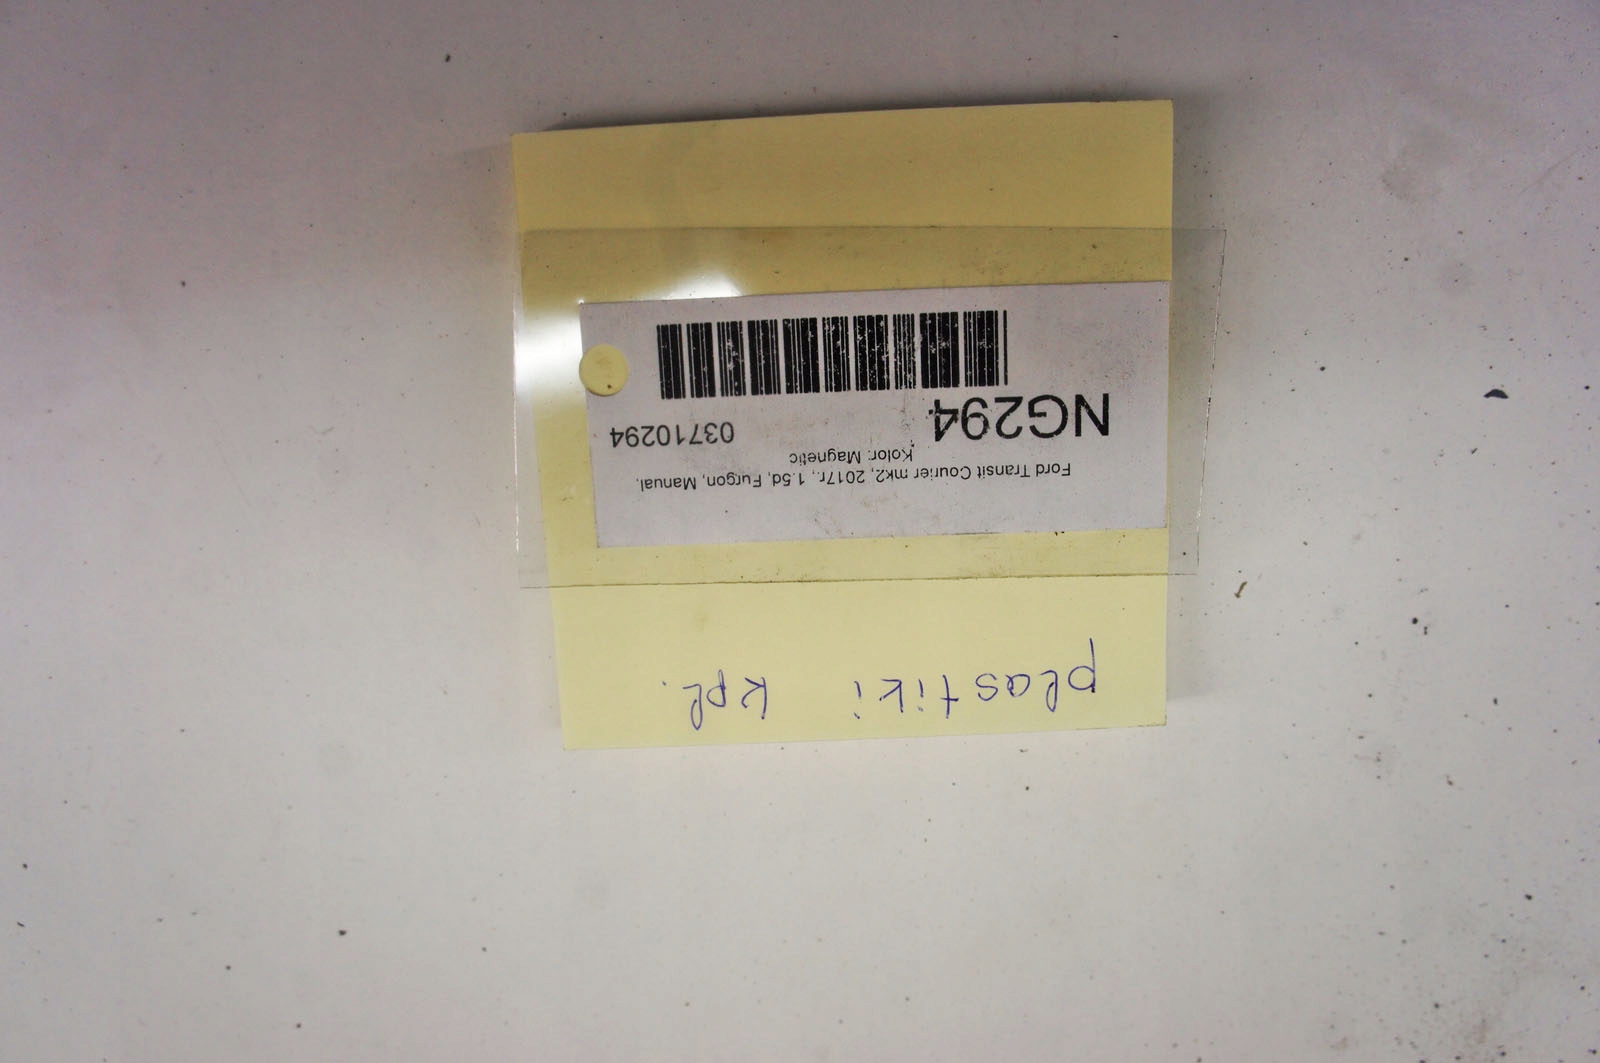 plastiki kpl.
Ford Transit Courier mk2, 2017r., 1.5d, Furgon, Manual,
Kolor: Magnetic
NG294 03710294